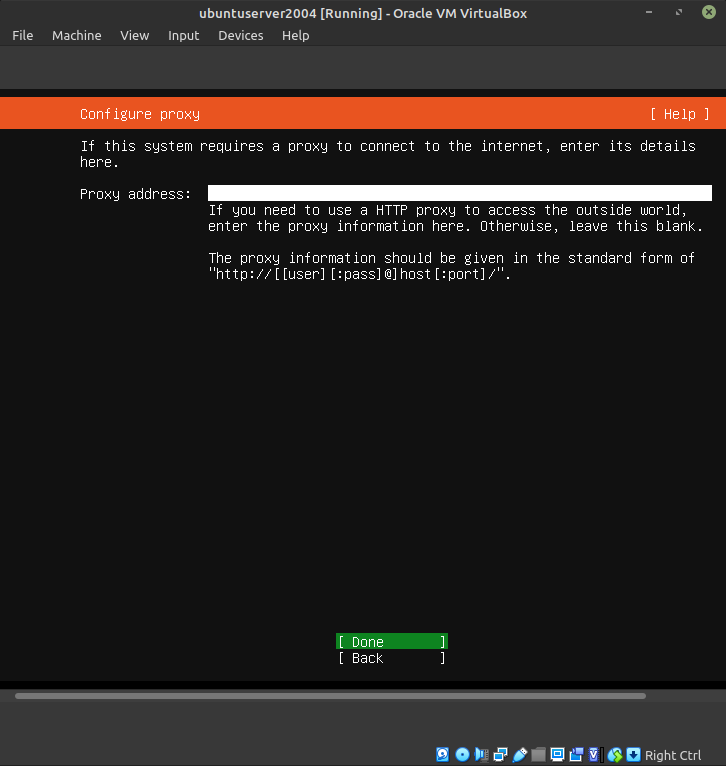 ubuntuserver2004 [Running] - Oracle VM VirtualBox
File Machine View Input Devices Help
Configure proxy [ Help ]
If this system requires a proxy to connect to the internet, enter its details
here.
Proxy address:
If you need to use a HTTP proxy to access the outside world,
enter the proxy information here. Otherwise, leave this blank.
The proxy information should be given in the standard form of
"http://[[user][:pass]@]host[:port]/".
[ Done ]
[ Back ]
Right Ctrl